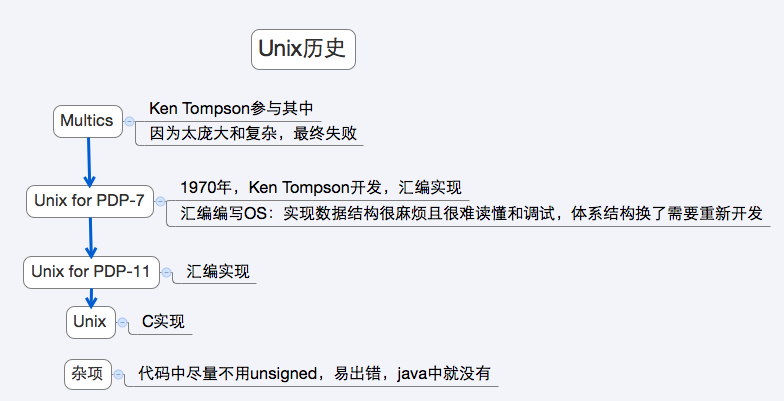 Unix历史
Multics
Ken Tompson参与其中
因为太庞大和复杂，最终失败
Unix for PDP-7
1970年，Ken Tompson开发，汇编实现
汇编编写OS：实现数据结构很麻烦且很难读懂和调试，体系结构换了需要重新开发
Unix for PDP-11
汇编实现
Unix
C实现
杂项
代码中尽量不用unsigned，易出错，java中就没有